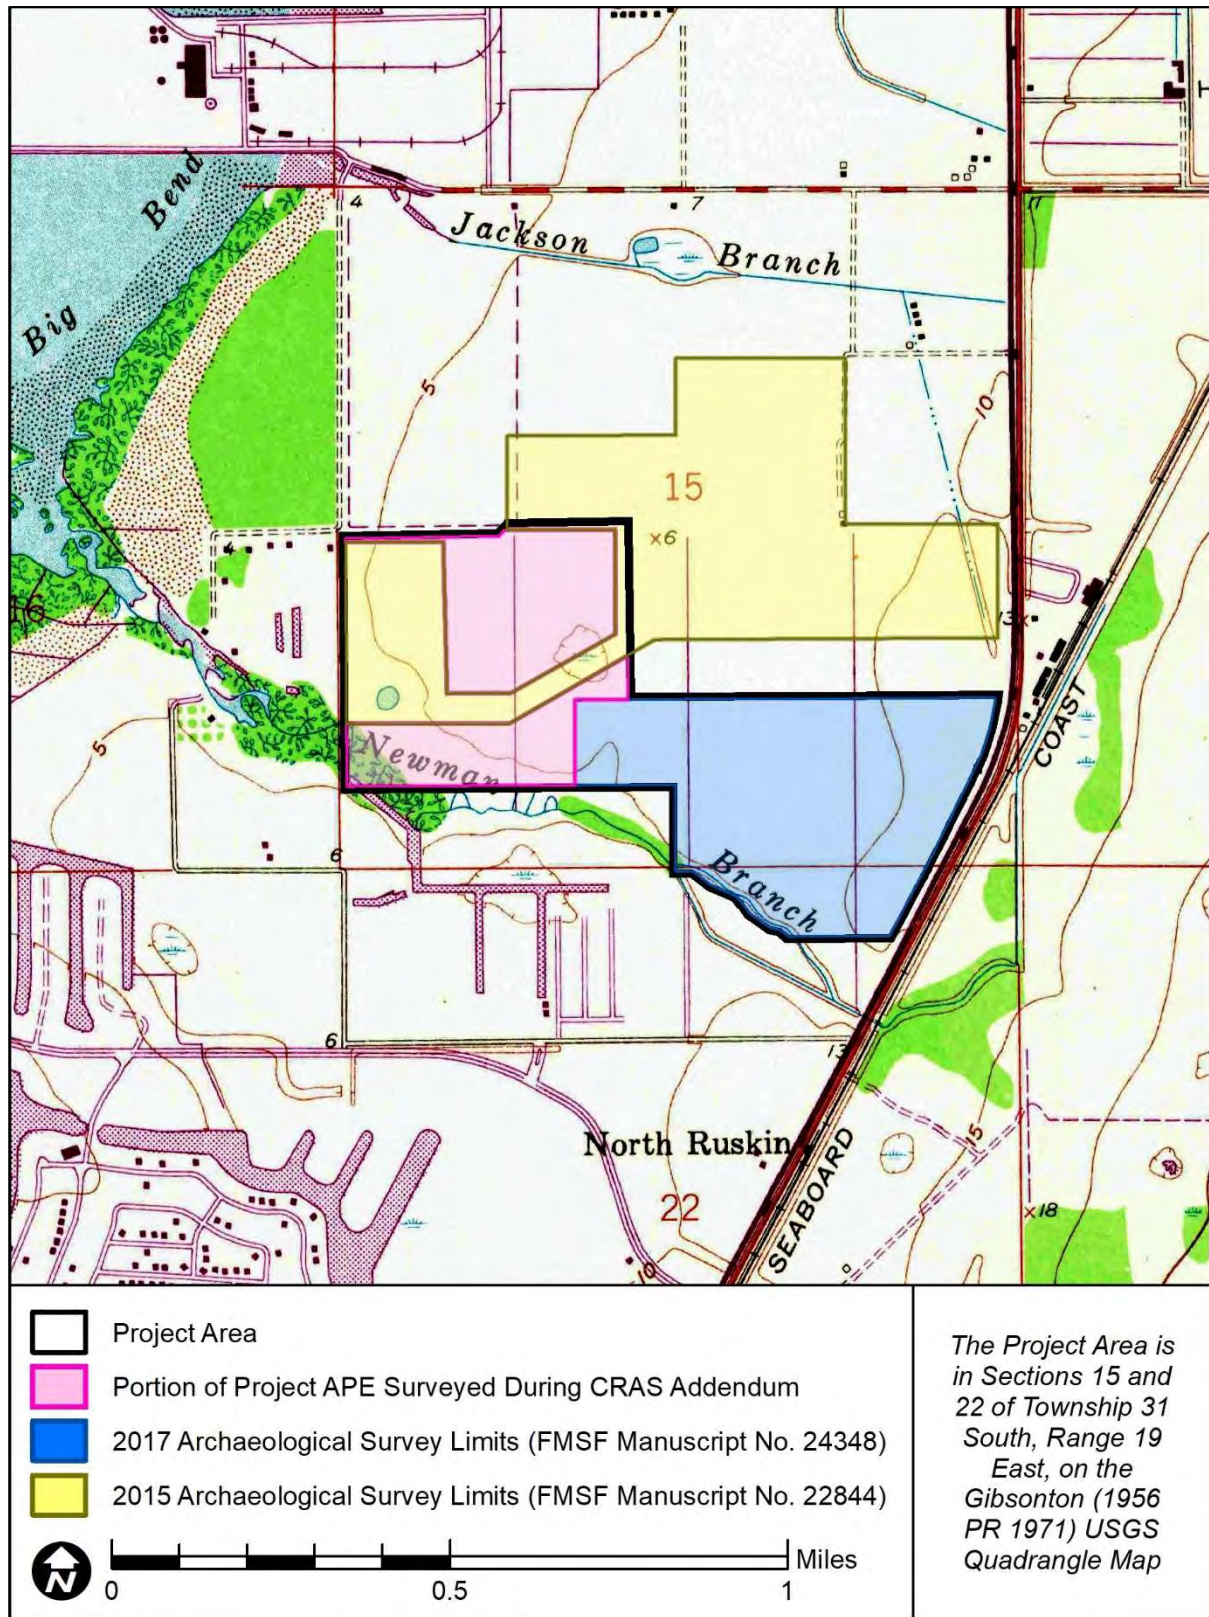 Big Bend
4
7
11
Jackson Branch
5
10
15
×6
13
16
Newman
Branch
5
6
6
13
COAST
SEABOARD
North Ruskin
15
×18
22
10
T
Project Area
Portion of Project APE Surveyed During CRAS Addendum
2017 Archaeological Survey Limits (FMSF Manuscript No. 24348)
2015 Archaeological Survey Limits (FMSF Manuscript No. 22844)
N
Miles
0 0.5 1
The Project Area is
in Sections 15 and
22 of Township 31
South, Range 19
East, on the
Gibsonton (1956
PR 1971) USGS
Quadrangle Map